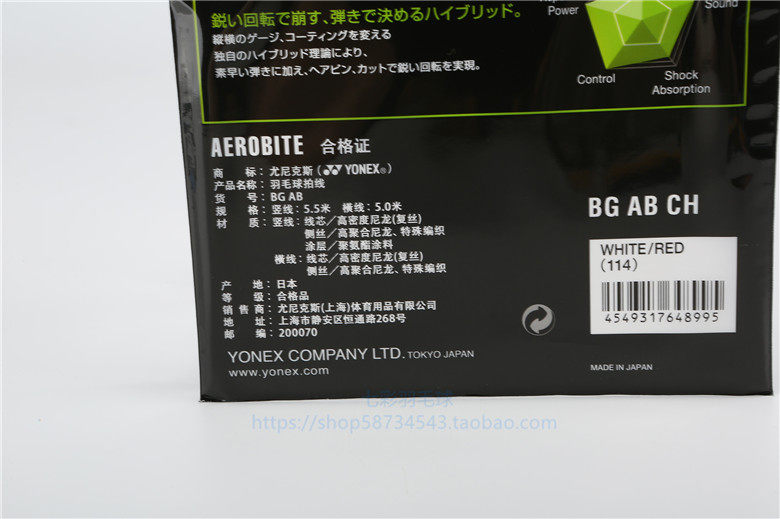 鋭い回転で崩す、弾きで決めるハイブリッド。
縦横のゲージ、コーティングを変える
独自のハイブリッド理論により、
素早い弾きに加え、ヘアピン、カットで鋭い回転を実現。
Power
Sound
Control
Shock
Absorption
AEROBITE 合格证
商 标：尤尼克斯（YONEX®）
产品名称：羽毛球拍线
货 号：BG AB
规 格：竖线：5.5米 横线：5.0米
材 质：竖线：线芯／高密度尼龙(复丝)
侧丝／高聚合尼龙、特殊编织
涂层／聚氨酯涂料
横线：线芯／高密度尼龙(复丝)
侧丝／高聚合尼龙、特殊编织
产 地：日本
等 级：合格品
销 售 商：尤尼克斯(上海)体育用品有限公司
地 址：上海市静安区恒通路268号
邮 编：200070
YONEX COMPANY LTD. TOKYO JAPAN
www.yonex.com
BG AB CH
WHITE/RED
(114)
4549317648995
MADE IN JAPAN
七彩羽毛球
https://shop58734543.taobao.com